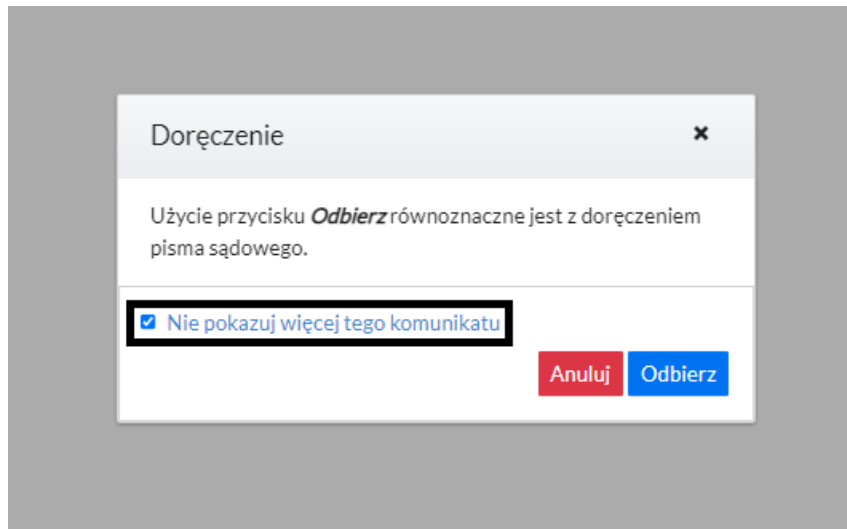 Doręczenie
Użycie przycisku Odbierz równoznaczne jest z doręczeniem
pisma sądowego.
Nie pokazuj więcej tego komunikatu
Anuluj Odbierz